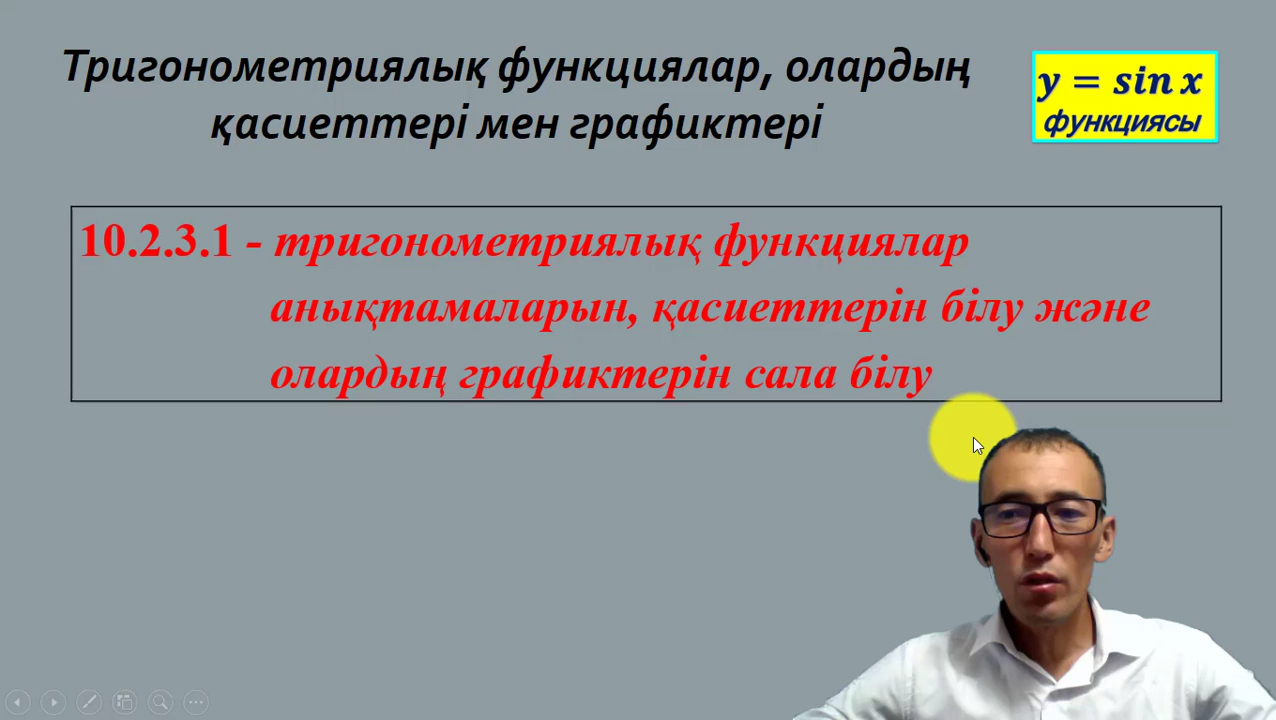 Тригонометриялық функциялар, олардың
қасиеттері мен графиктері
y = sin x
функциясы
10.2.3.1 - тригонометриялық функциялар
анықтамаларын, қасиеттерін білу және
олардың графиктерін сала білу